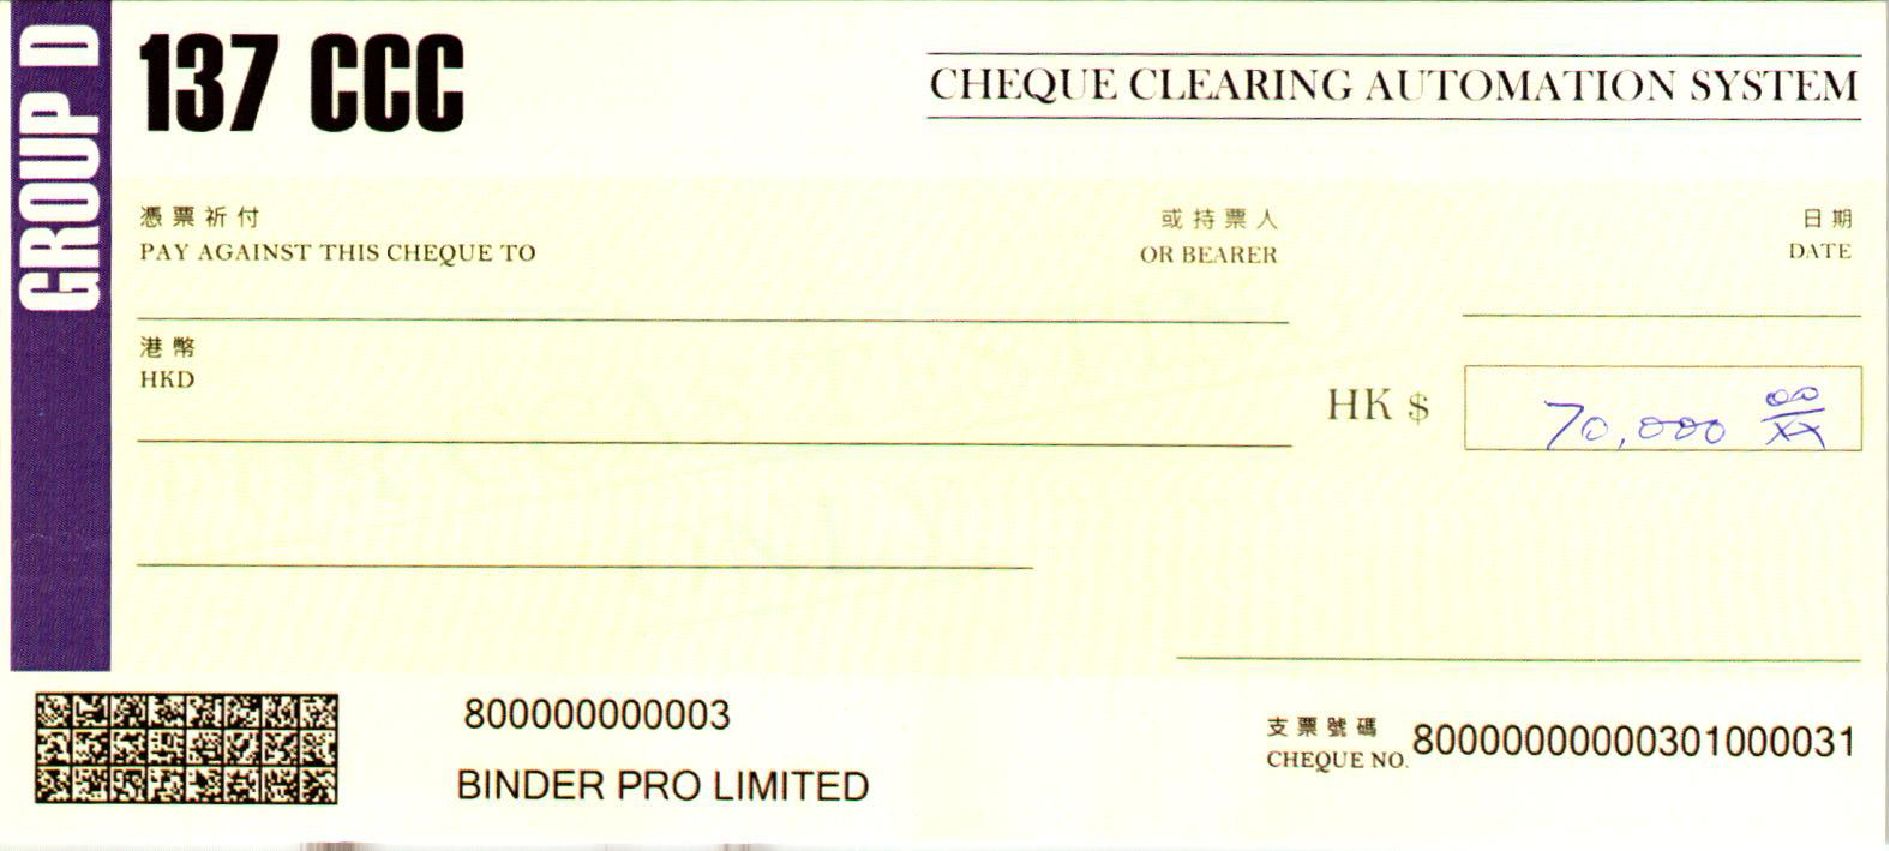 GROUP D
137 CCC
CHEQUE CLEARING AUTOMATION SYSTEM
憑票祈付
PAY AGAINST THIS CHEQUE TO
或持票人
OR BEARER
日期
DATE
港幣
HKD
HK $ 70,000 00/XX
800000000003
BINDER PRO LIMITED
支票號碼
CHEQUE NO. 80000000000301000031